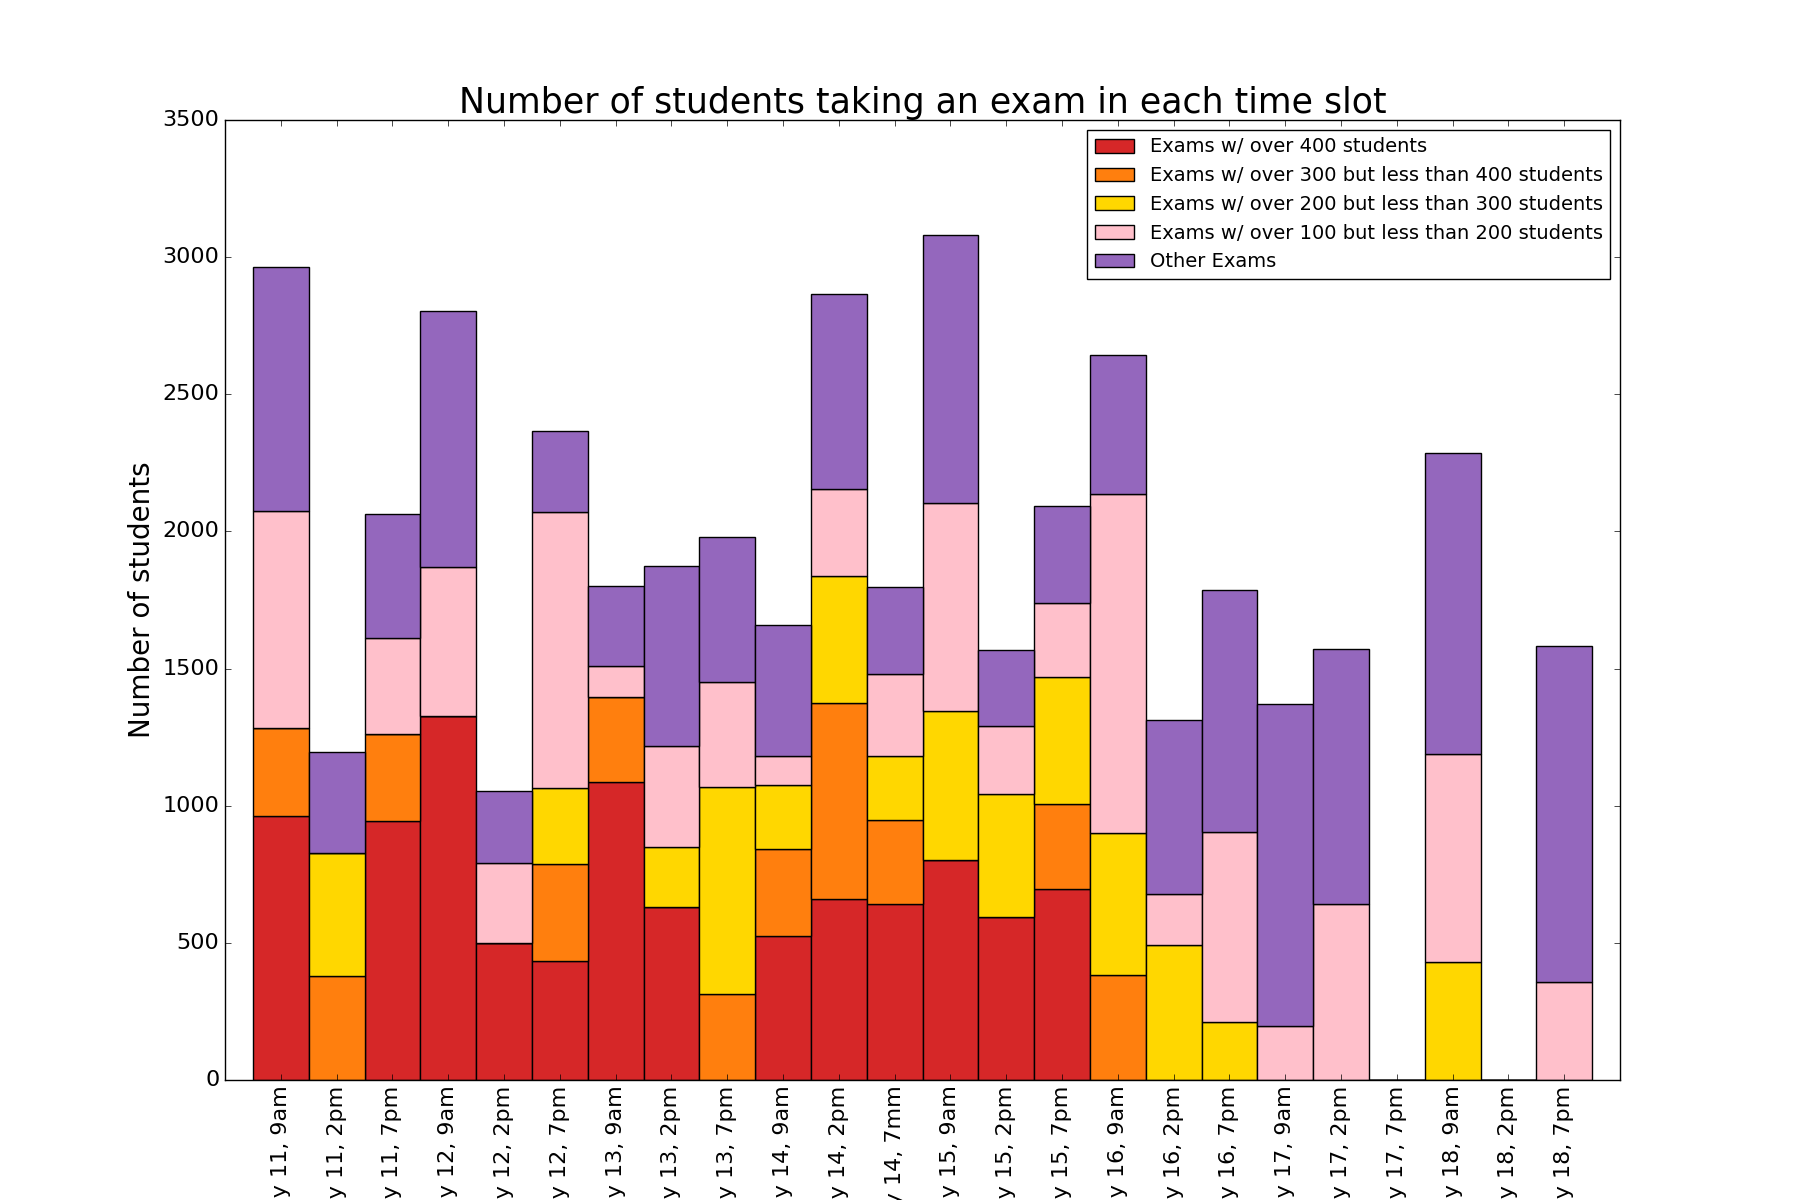 Number of students taking an exam in each time slot
Exams w/ over 400 students
Exams w/ over 300 but less than 400 students
Exams w/ over 200 but less than 300 students
Exams w/ over 100 but less than 200 students
Other Exams
Number of students
3500
3000
2500
2000
1500
1000
500
0
y 11, 9am
y 11, 2pm
y 11, 7pm
y 12, 9am
y 12, 2pm
y 12, 7pm
y 13, 9am
y 13, 2pm
y 13, 7pm
y 14, 9am
y 14, 2pm
y 14, 7mm
y 15, 9am
y 15, 2pm
y 15, 7pm
y 16, 9am
y 16, 2pm
y 16, 7pm
y 17, 9am
y 17, 2pm
y 17, 7pm
y 18, 9am
y 18, 2pm
y 18, 7pm